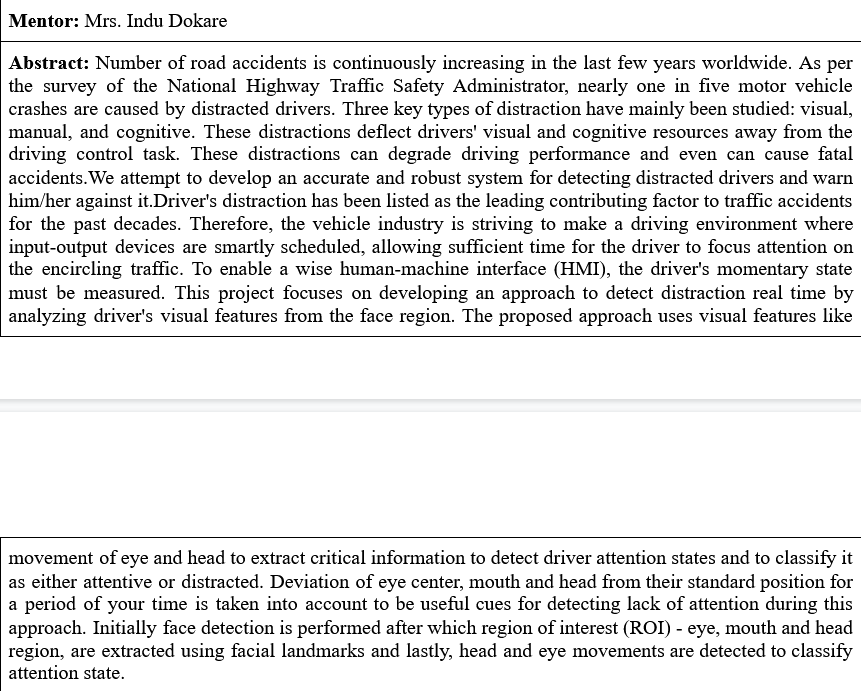 Mentor: Mrs. Indu Dokare
Abstract: Number of road accidents is continuously increasing in the last few years worldwide. As per
the survey of the National Highway Traffic Safety Administrator, nearly one in five motor vehicle
crashes are caused by distracted drivers. Three key types of distraction have mainly been studied: visual,
manual, and cognitive. These distractions deflect drivers' visual and cognitive resources away from the
driving control task. These distractions can degrade driving performance and even can cause fatal
accidents.We attempt to develop an accurate and robust system for detecting distracted drivers and warn
him/her against it.Driver's distraction has been listed as the leading contributing factor to traffic accidents
for the past decades. Therefore, the vehicle industry is striving to make a driving environment where
input-output devices are smartly scheduled, allowing sufficient time for the driver to focus attention on
the encircling traffic. To enable a wise human-machine interface (HMI), the driver's momentary state
must be measured. This project focuses on developing an approach to detect distraction real time by
analyzing driver's visual features from the face region. The proposed approach uses visual features like
movement of eye and head to extract critical information to detect driver attention states and to classify it
as either attentive or distracted. Deviation of eye center, mouth and head from their standard position for
a period of your time is taken into account to be useful cues for detecting lack of attention during this
approach. Initially face detection is performed after which region of interest (ROI) - eye, mouth and head
region, are extracted using facial landmarks and lastly, head and eye movements are detected to classify
attention state.